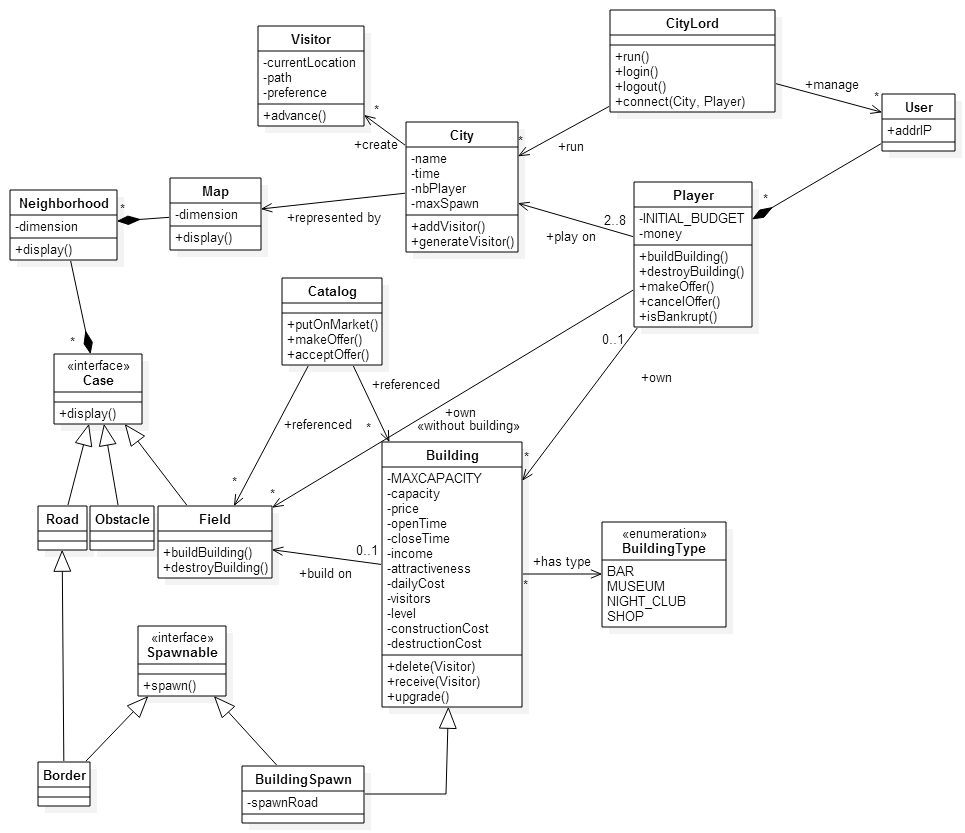 CityLord
+run()
+login()
+logout()
+connect(City, Player)
Visitor
-currentLocation
-path
-preference
+advance()
+manage
*
User
+addrIP
*
+create
*
+run
City
-name
-time
-nbPlayer
-maxSpawn
+addVisitor()
+generateVisitor()
Neighborhood
-dimension
+display()
*
Map
-dimension
+display()
+represented by
2..8
+play on
*
Player
-INITIAL_BUDGET
-money
+buildBuilding()
+destroyBuilding()
+makeOffer()
+cancelOffer()
+isBankrupt()
Catalog
+putOnMarket()
+makeOffer()
+acceptOffer()
0..1
+own
*
«interface»
Case
+display()
+referenced
+referenced
*
*
+own
«without building»
*
*
Building
-MAXCAPACITY
-capacity
-price
-openTime
-closeTime
-income
-attractiveness
-dailyCost
-visitors
-level
-constructionCost
-destructionCost
+delete(Visitor)
+receive(Visitor)
+upgrade()
Road
Obstacle
Field
+buildBuilding()
+destroyBuilding()
0..1
+build on
+has type
*
«enumeration»
BuildingType
BAR
MUSEUM
NIGHT_CLUB
SHOP
«interface»
Spawnable
+spawn()
Border
BuildingSpawn
-spawnRoad